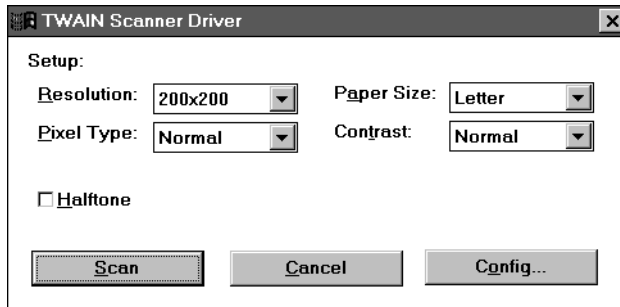 TWAIN Scanner Driver
Setup:
Resolution: 200x200 Paper Size: Letter
Pixel Type: Normal Contrast: Normal
Halftone
Scan Cancel Config...